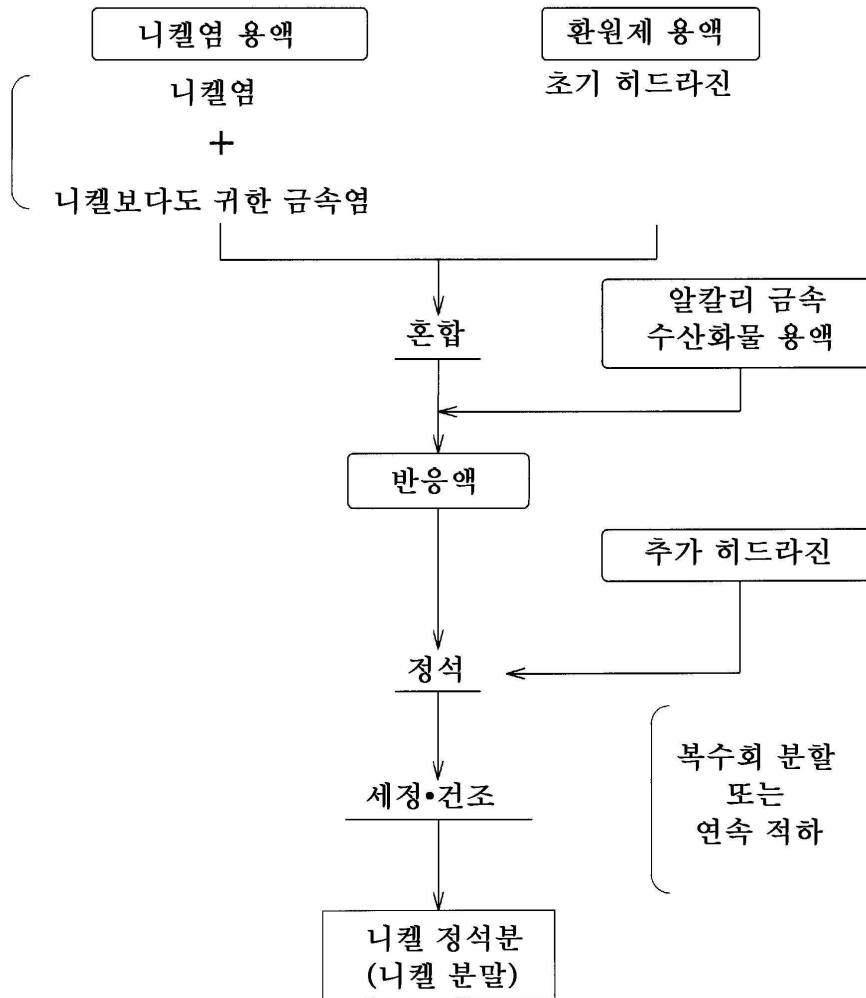 니켈염 용액
환원제 용액
니켈염
초기 히드라진
+
니켈보다도 귀한 금속염
알칼리 금속
수산화물 용액
혼합
반응액
추가 히드라진
정석
복수회 분할
또는
연속 적하
세정•건조
니켈 정석분
(니켈 분말)